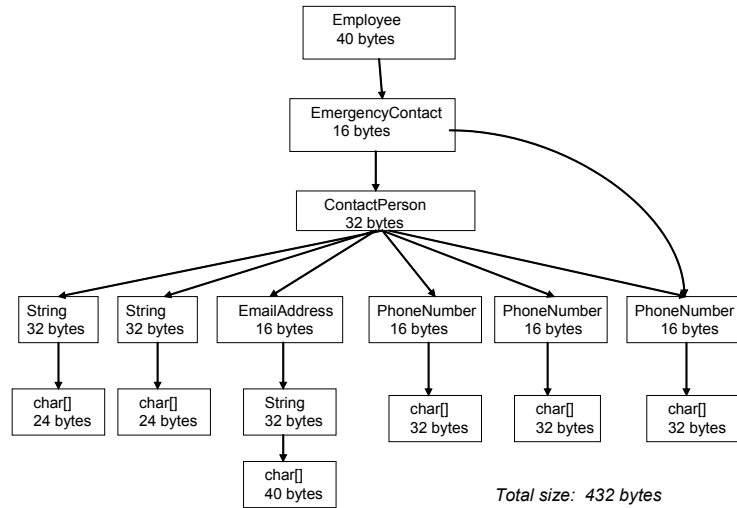 Employee
40 bytes
EmergencyContact
16 bytes
ContactPerson
32 bytes
String
32 bytes
String
32 bytes
EmailAddress
16 bytes
PhoneNumber
16 bytes
PhoneNumber
16 bytes
PhoneNumber
16 bytes
char[]
24 bytes
char[]
24 bytes
String
32 bytes
char[]
32 bytes
char[]
32 bytes
char[]
32 bytes
char[]
40 bytes
Total size: 432 bytes